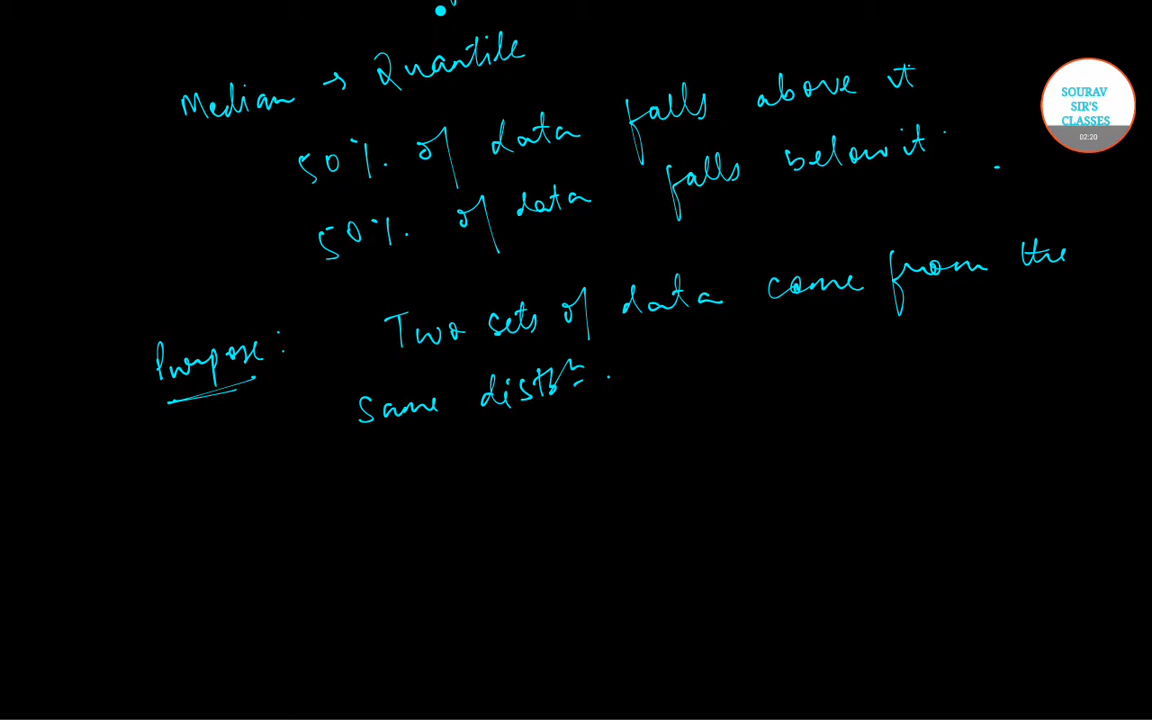 Median → Quantile
50%. of data falls above it
50%. of data falls below it.
Purpose: Two sets of data come from the
same distbn.
SOURAV
SIR'S
CLASSES
02:20